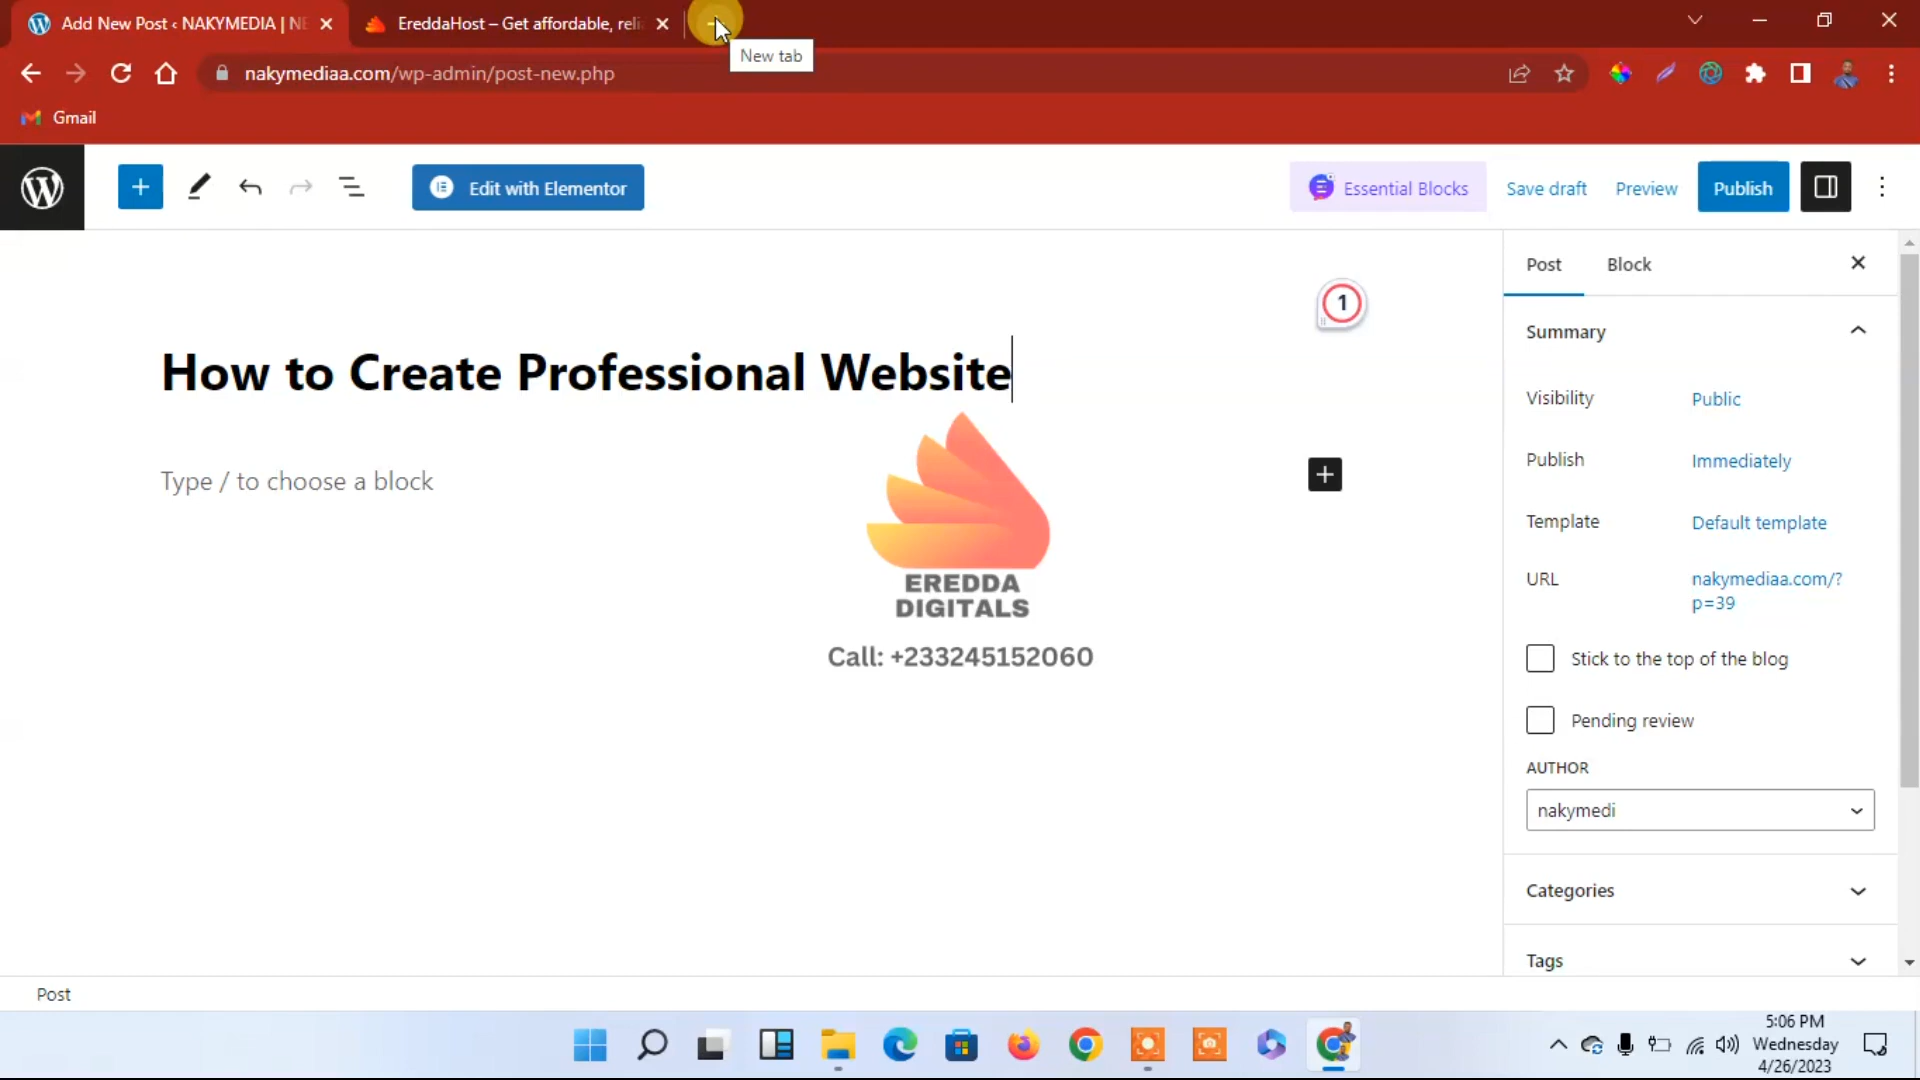 Add New Post ‹ NAKYMEDIA | NE
EreddaHost – Get affordable, reli
New tab
nakymediaa.com/wp-admin/post-new.php
Gmail
Edit with Elementor
Essential Blocks
Save draft
Preview
Publish
Post
Block
1
Summary
How to Create Professional Website
Visibility
Public
Type / to choose a block
Publish
Immediately
Template
Default template
EREDDA
DIGITALS
URL
nakymediaa.com/?
p=39
Call: +233245152060
Stick to the top of the blog
Pending review
AUTHOR
nakymedi
Categories
Tags
Post
5:06 PM
Wednesday
4/26/2023